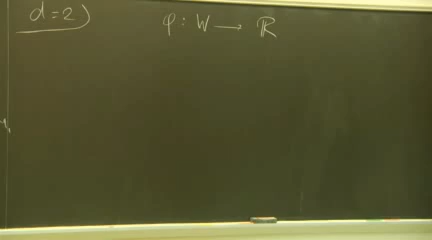 d=2) φ : W → ℝ